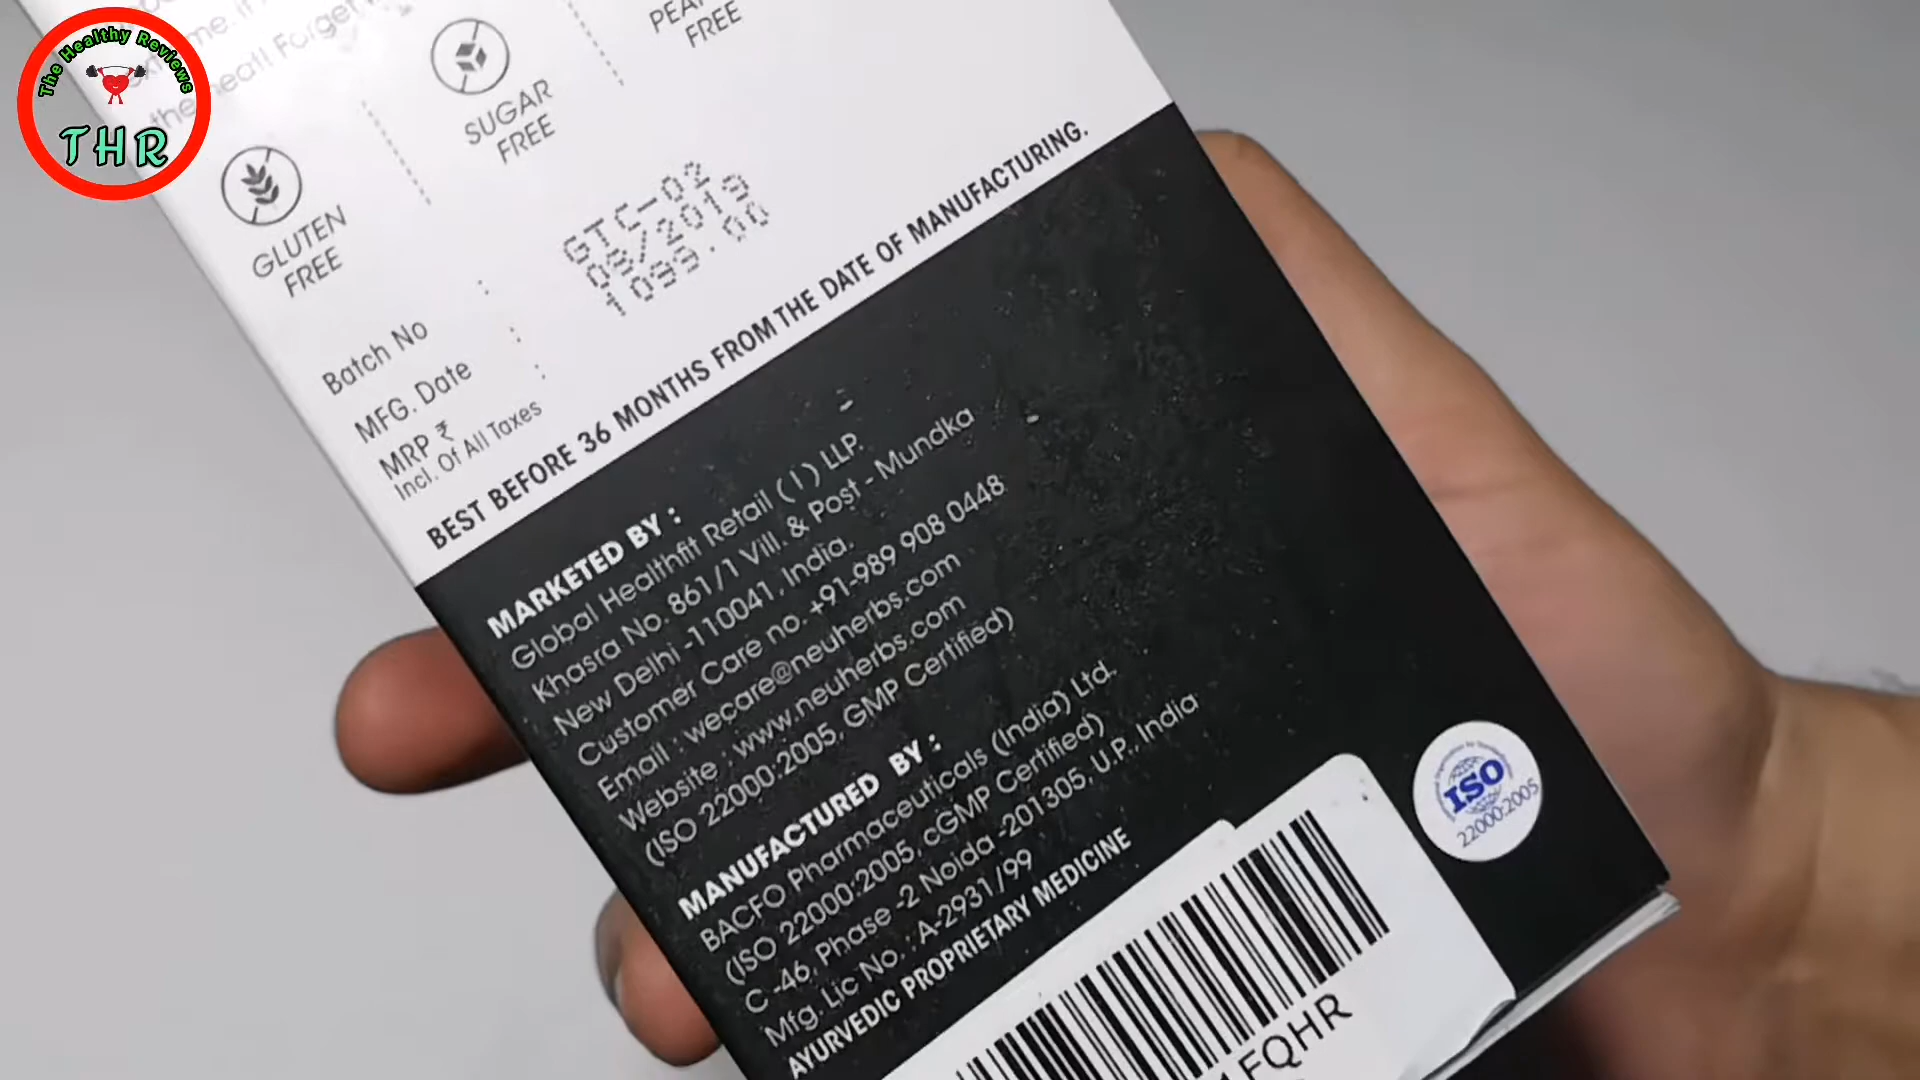 The Healthy Reviews
THR
the heat! Forget
GLUTEN
FREE
SUGAR
FREE
FREE
Batch No :
GTC-02
MFG. Date :
08/2019
MRP ₹ :
1099.00
Incl. Of All Taxes
BEST BEFORE 36 MONTHS FROM THE DATE OF MANUFACTURING.
MARKETED BY :
Global Healthfit Retail (I) LLP.
Khasra No. 861/1 Vill. & Post - Mundka
New Delhi -110041, India.
Customer Care no.-+91-989 908 0448
Email : wecare@neuherbs.com
Website : www.neuherbs.com
(ISO 22000:2005, GMP Certified)
MANUFACTURED BY :
BACFO Pharmaceuticals (India) Ltd.
(ISO 22000:2005, cGMP Certified)
C -46, Phase -2 Noida -201305, U.P., India
Mfg. Lic No. : A-2931/99
AYURVEDIC PROPRIETARY MEDICINE
ISO
22000:2005
FQHR